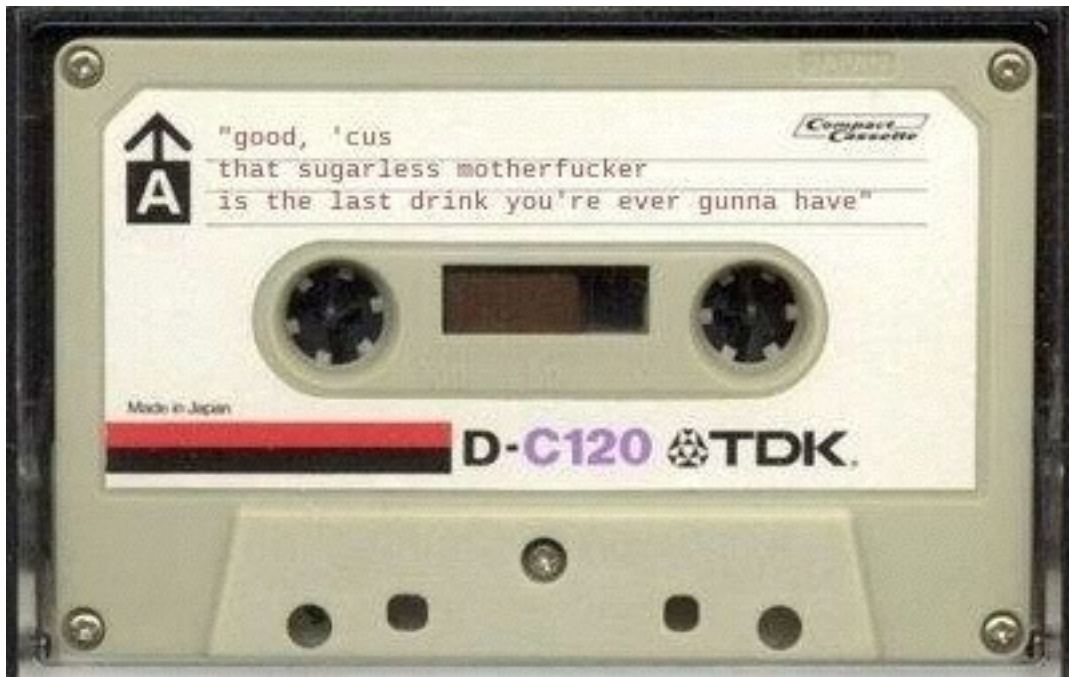 "good, 'cus
that sugarless motherfucker
is the last drink you're ever gunna have"
Compact
Cassette
A
Made in Japan
D-C120 TDK.